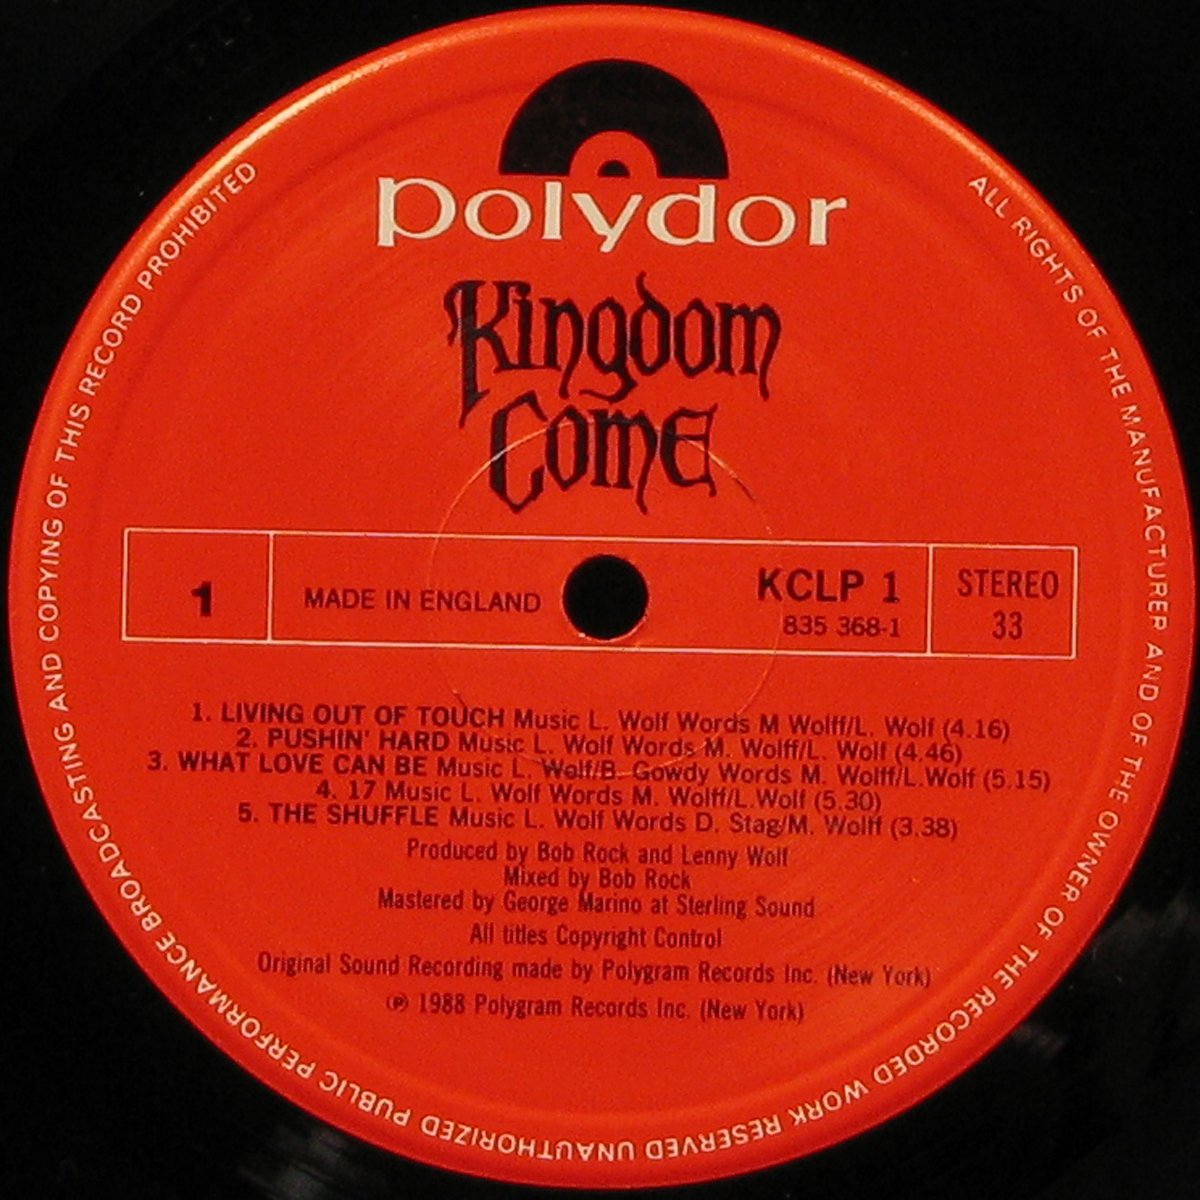 polydor
Kingdom
Come
1
MADE IN ENGLAND
KCLP 1
835 368-1
STEREO
33
1. LIVING OUT OF TOUCH Music L. Wolf Words M Wolff/L. Wolf (4.16)
2. PUSHIN' HARD Music L. Wolf Words M. Wolff/L. Wolf (4.46)
3. WHAT LOVE CAN BE Music L. Wolf/B. Gowdy Words M. Wolff/L.Wolf (5.15)
4. 17 Music L. Wolf Words M. Wolff/L.Wolf (5.30)
5. THE SHUFFLE Music L. Wolf Words D. Stag/M. Wolff (3.38)
Produced by Bob Rock and Lenny Wolf
Mixed by Bob Rock
Mastered by George Marino at Sterling Sound
All titles Copyright Control
Original Sound Recording made by Polygram Records Inc. (New York)
℗ 1988 Polygram Records Inc. (New York)
ALL RIGHTS OF THE MANUFACTURER AND OF THE OWNER OF THE RECORDED WORK RESERVED UNAUTHORIZED PUBLIC PERFORMANCE BROADCASTING AND COPYING OF THIS RECORD PROHIBITED